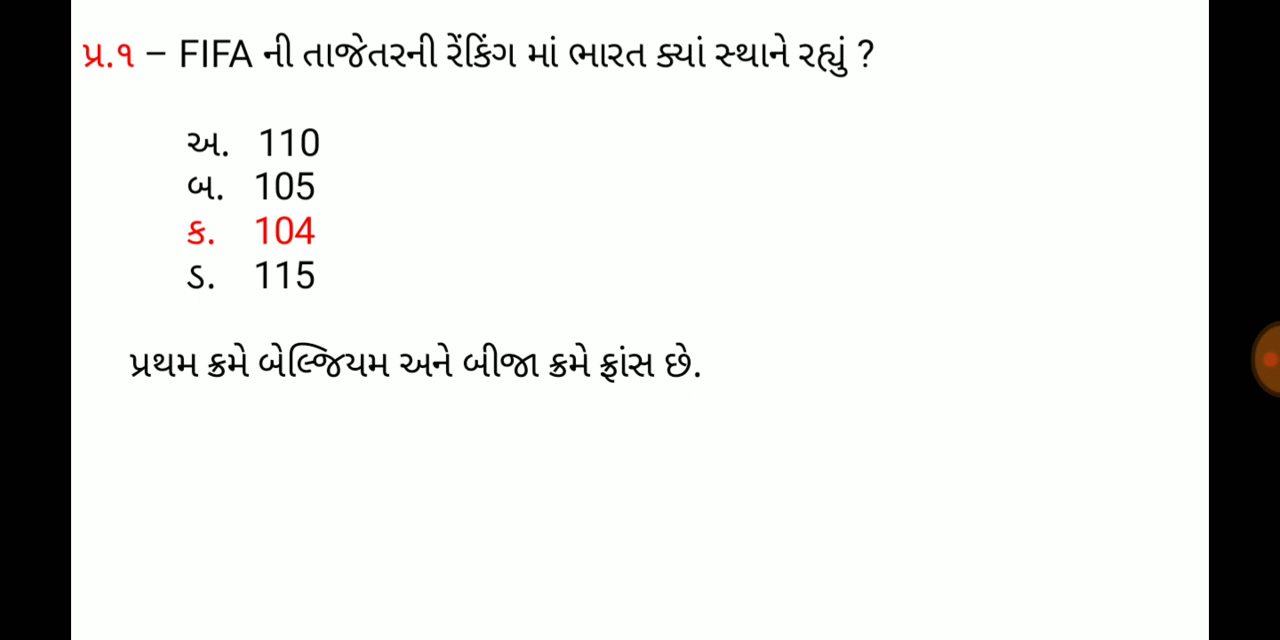 પ્ર.૧ – FIFA ની તાજેતરની રેંકિંગ માં ભારત ક્યાં સ્થાને રહ્યું ?
અ. 110
બ. 105
ક. 104
ડ. 115
પ્રથમ ક્રમે બેલ્જિયમ અને બીજા ક્રમે ફ્રાંસ છે.